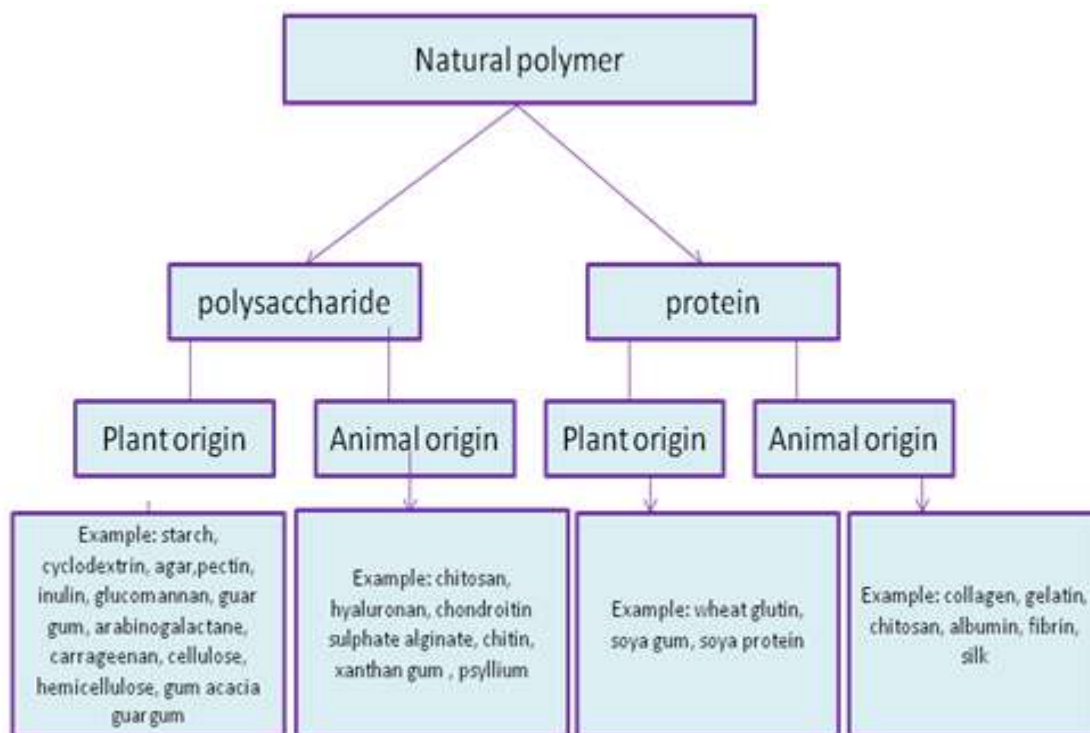 Natural polymer
polysaccharide
protein
Plant origin
Animal origin
Plant origin
Animal origin
Example: starch,
cyclodextrin, agar,pectin,
inulin, glucomannan, guar
gum, arabinogalactane,
carrageenan, cellulose,
hemicellulose, gum acacia
guar gum
Example: chitosan,
hyaluronan, chondroitin
sulphate alginate, chitin,
xanthan gum , psyllium
Example: wheat glutin,
soya gum, soya protein
Example: collagen, gelatin,
chitosan, albumin, fibrin,
silk